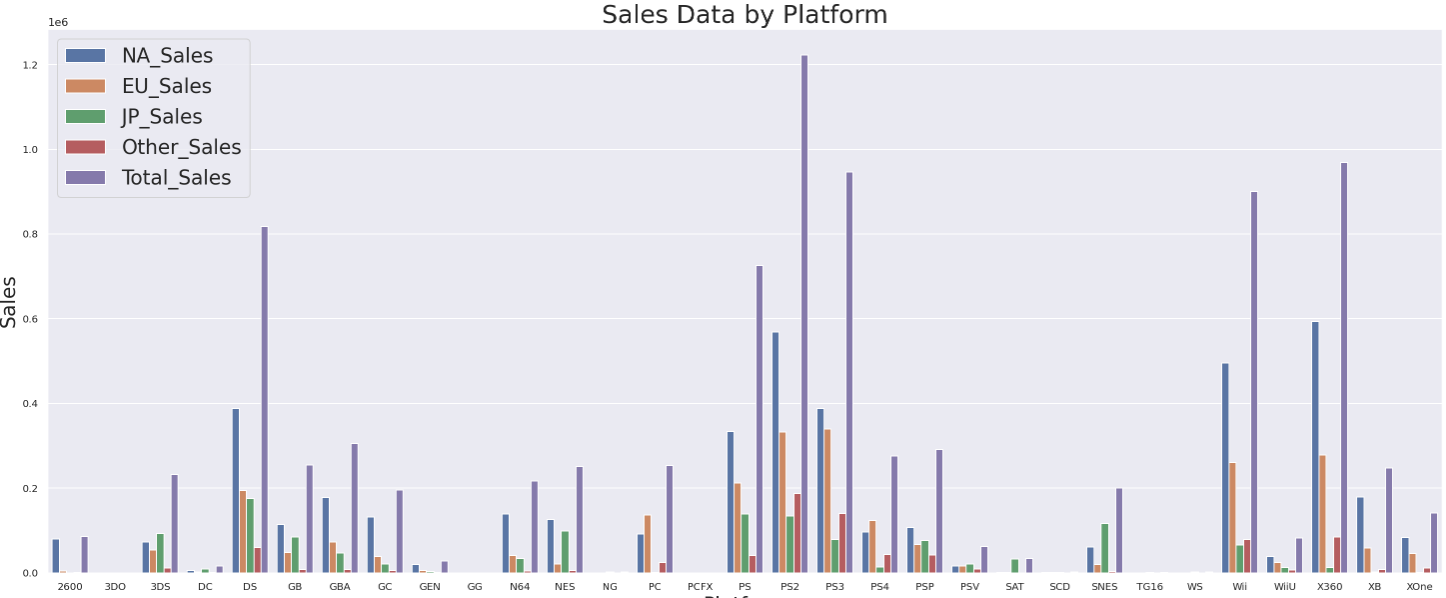 Sales Data by Platform
1e6
NA_Sales
EU_Sales
JP_Sales
Other_Sales
Total_Sales
1.2
1.0
0.8
0.6
0.4
0.2
0.0
Sales
2600 3DO 3DS DC DS GB GBA GC GEN GG N64 NES NG PC PCFX PS PS2 PS3 PS4 PSP PSV SAT SCD SNES TG16 WS Wii WiiU X360 XB XOne